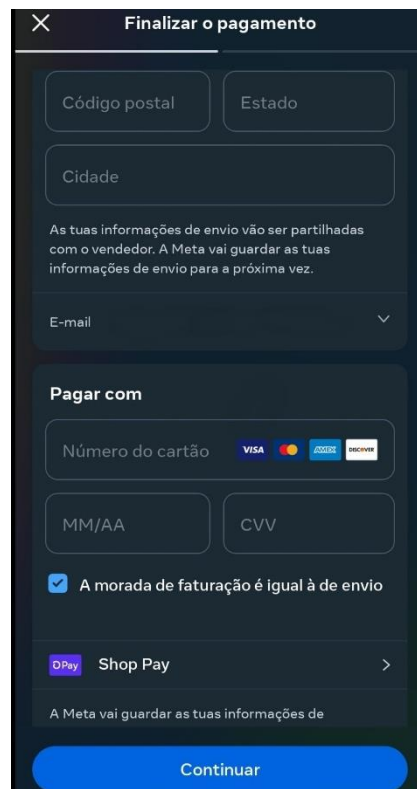 Finalizar o pagamento
Código postal
Estado
Cidade
As tuas informações de envio vão ser partilhadas
com o vendedor. A Meta vai guardar as tuas
informações de envio para a próxima vez.
E-mail
Pagar com
Número do cartão VISA AMEX DISCOVER
MM/AA
CVV
A morada de faturação é igual à de envio
DPay Shop Pay
A Meta vai guardar as tuas informações de
Continuar